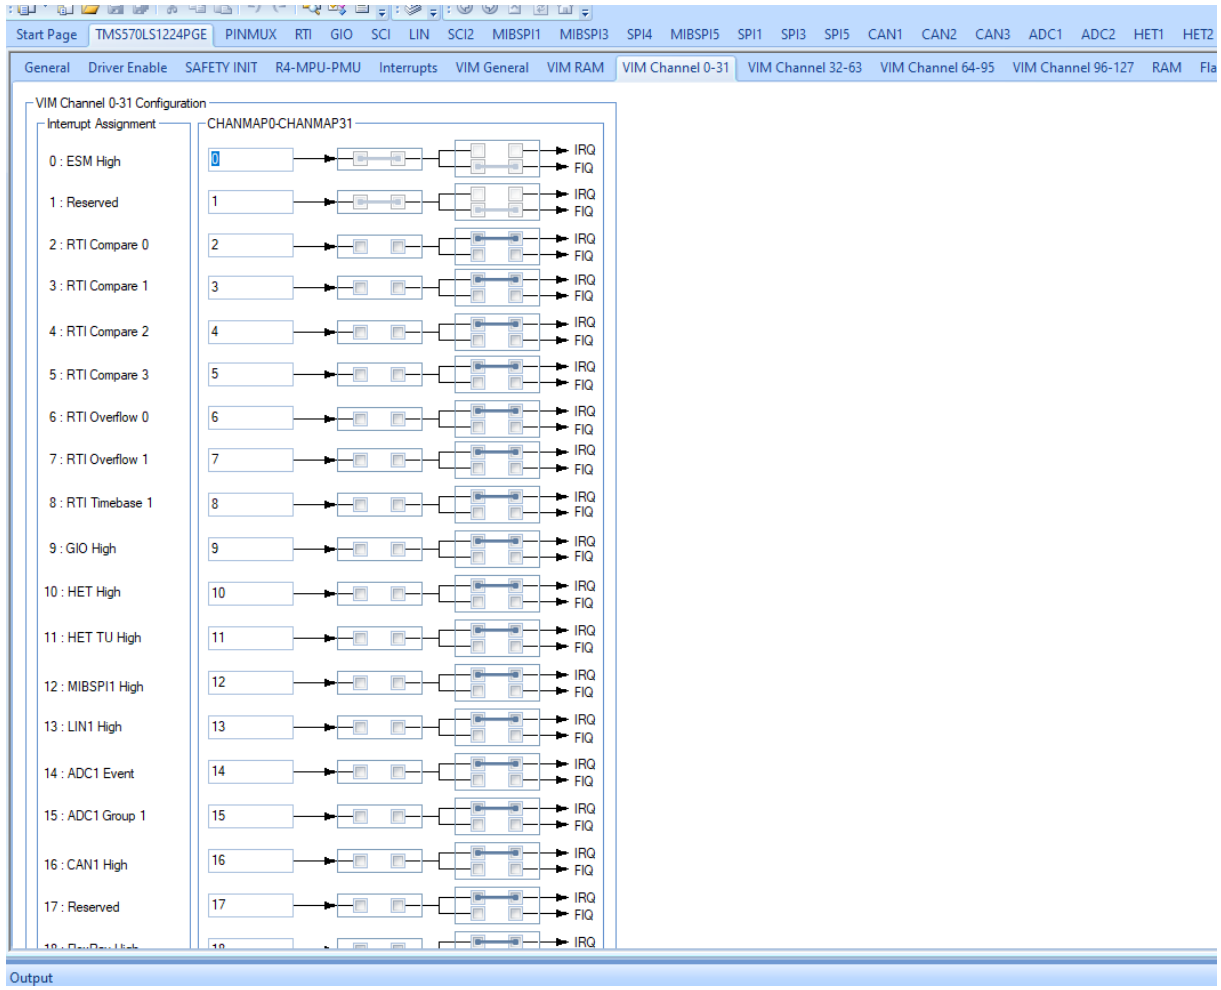 Start Page TMS570LS1224PGE PINMUX RTI GIO SCI LIN SCI2 MIBSPI1 MIBSPI3 SPI4 MIBSPI5 SPI1 SPI3 SPI5 CAN1 CAN2 CAN3 ADC1 ADC2 HET1 HET2
General Driver Enable SAFETY INIT R4-MPU-PMU Interrupts VIM General VIM RAM VIM Channel 0-31 VIM Channel 32-63 VIM Channel 64-95 VIM Channel 96-127 RAM Fla
VIM Channel 0-31 Configuration
Interrupt Assignment CHANMAP0-CHANMAP31
0 : ESM High 0 IRQ
FIQ
1 : Reserved 1 IRQ
FIQ
2 : RTI Compare 0 2 IRQ
FIQ
3 : RTI Compare 1 3 IRQ
FIQ
4 : RTI Compare 2 4 IRQ
FIQ
5 : RTI Compare 3 5 IRQ
FIQ
6 : RTI Overflow 0 6 IRQ
FIQ
7 : RTI Overflow 1 7 IRQ
FIQ
8 : RTI Timebase 1 8 IRQ
FIQ
9 : GIO High 9 IRQ
FIQ
10 : HET High 10 IRQ
FIQ
11 : HET TU High 11 IRQ
FIQ
12 : MIBSPI1 High 12 IRQ
FIQ
13 : LIN1 High 13 IRQ
FIQ
14 : ADC1 Event 14 IRQ
FIQ
15 : ADC1 Group 1 15 IRQ
FIQ
16 : CAN1 High 16 IRQ
FIQ
17 : Reserved 17 IRQ
FIQ
18 : FlexRay High 18 IRQ
Output